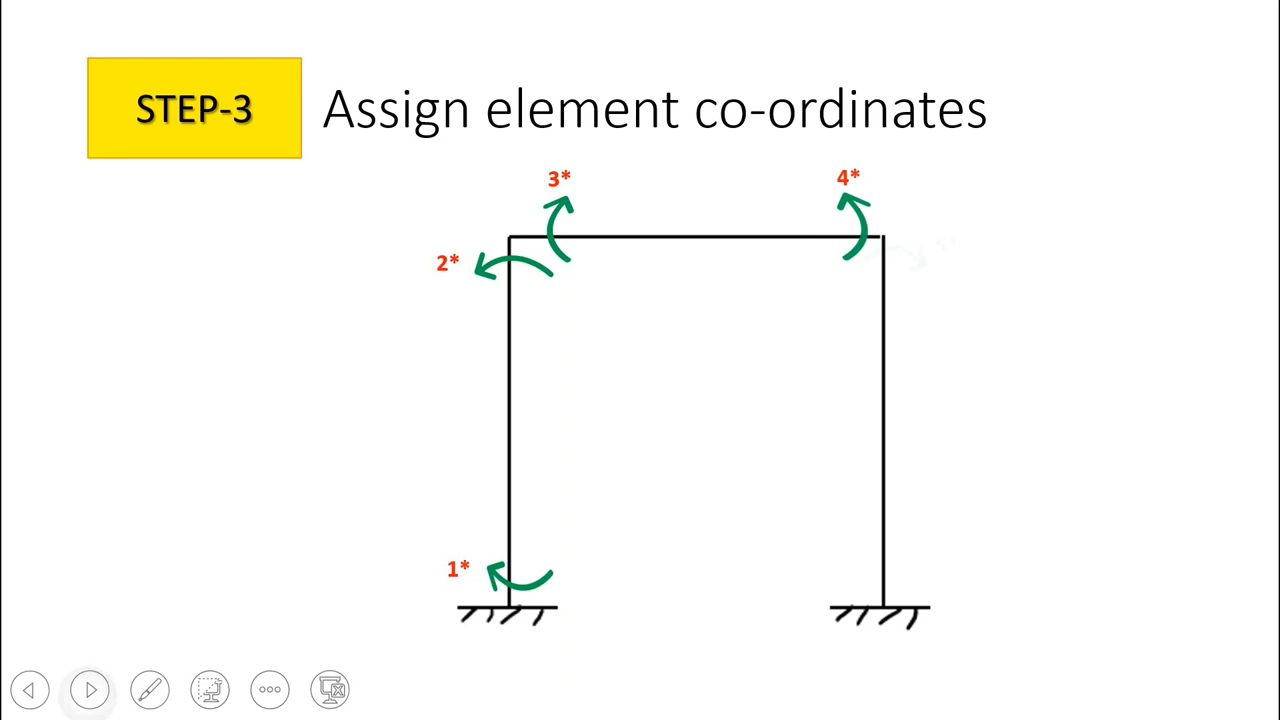 STEP-3
Assign element co-ordinates
3*
4*
2*
1*